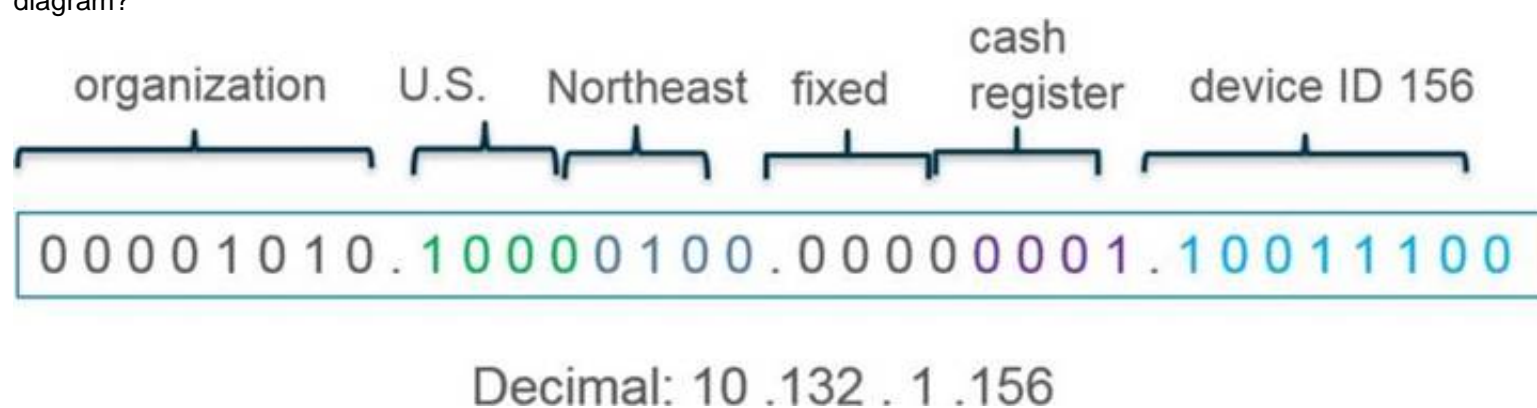 diagram?
organization U.S. Northeast fixed cash register device ID 156
00001010.10000100.00000001.10011100
Decimal: 10 .132 . 1 .156